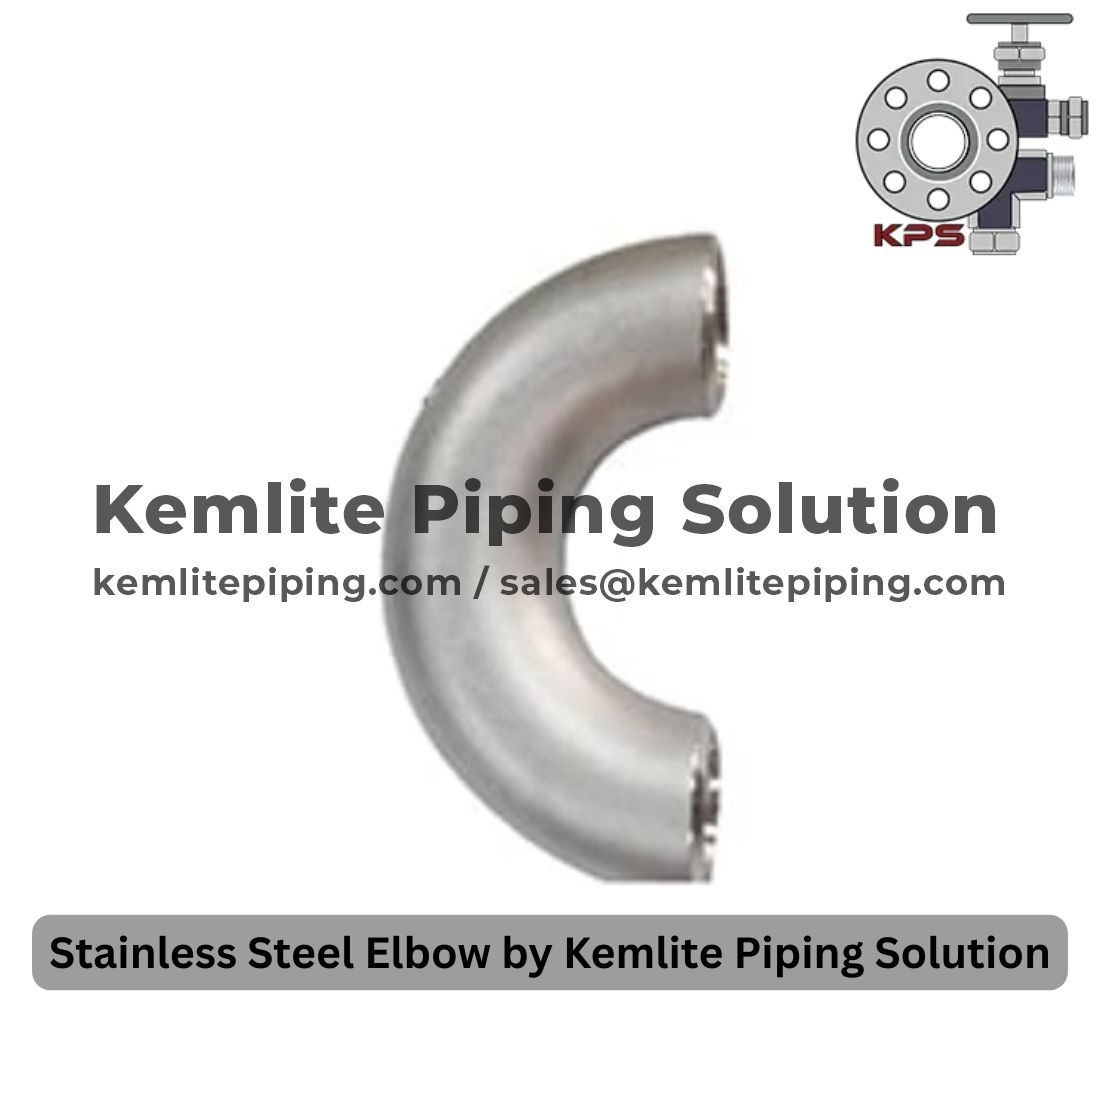 KPS
Kemlite Piping Solution
kemlitepiping.com / sales@kemlitepiping.com
Stainless Steel Elbow by Kemlite Piping Solution